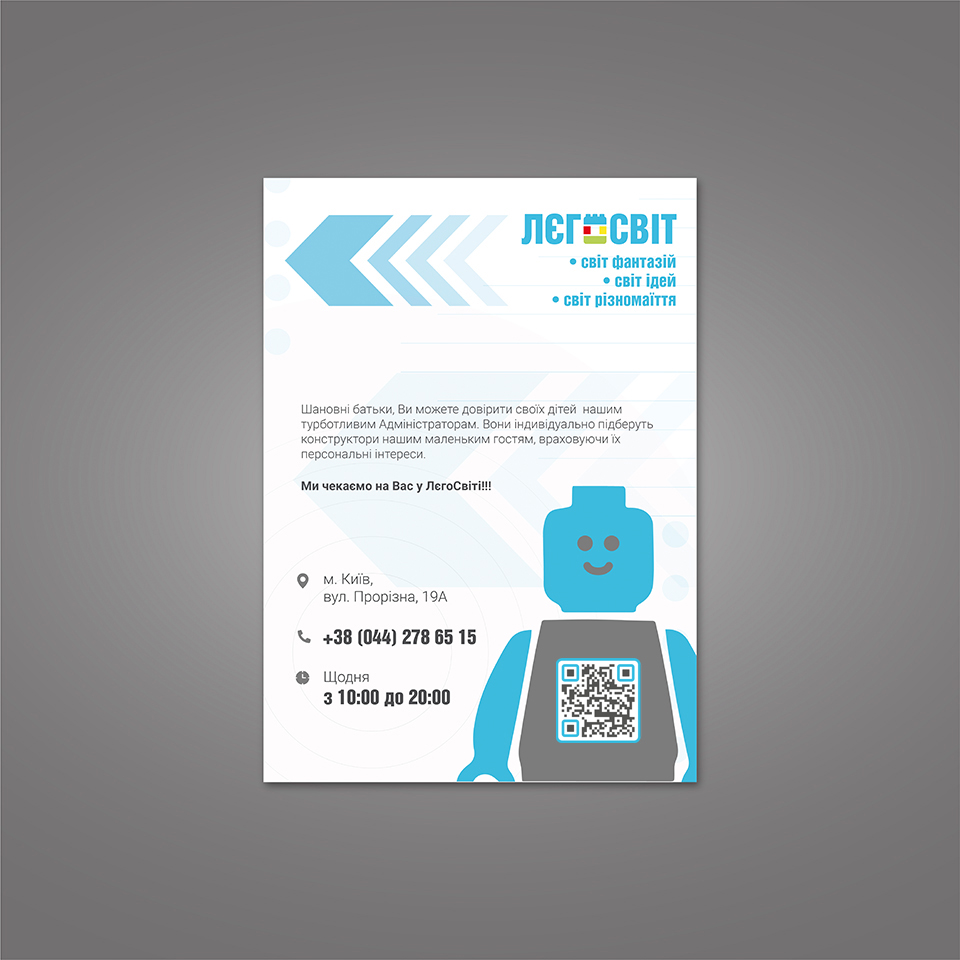 ЛЄГОСВІТ
• світ фантазій
• світ ідей
• світ різномаїття
Шановні батьки, Ви можете довірити своїх дітей нашим
турботливим Адміністраторам. Вони індивідуально підберуть
конструктори нашим маленьким гостям, враховуючи їх
персональні інтереси.
Ми чекаємо на Вас у ЛєгоСвіті!!!
м. Київ,
вул. Прорізна, 19А
+38 (044) 278 65 15
Щодня
з 10:00 до 20:00